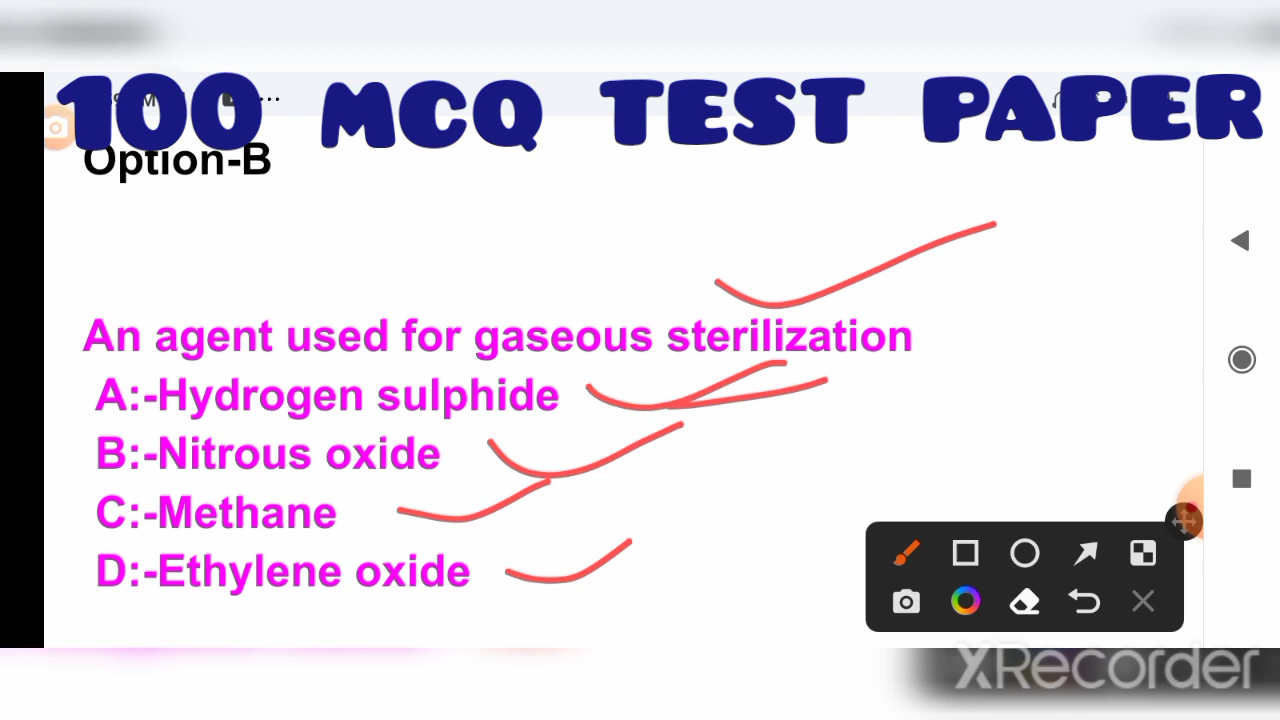 100 MCQ TEST PAPER
Option-B
An agent used for gaseous sterilization
A:-Hydrogen sulphide
B:-Nitrous oxide
C:-Methane
D:-Ethylene oxide
XRecorder